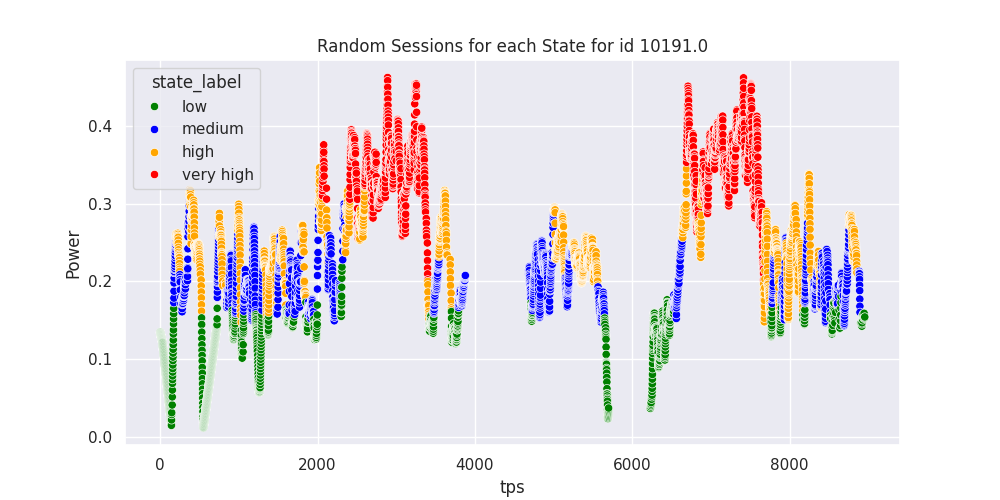 Random Sessions for each State for id 10191.0
state_label
low
medium
high
very high
Power
0.4
0.3
0.2
0.1
0.0
0
2000
4000
6000
8000
tps